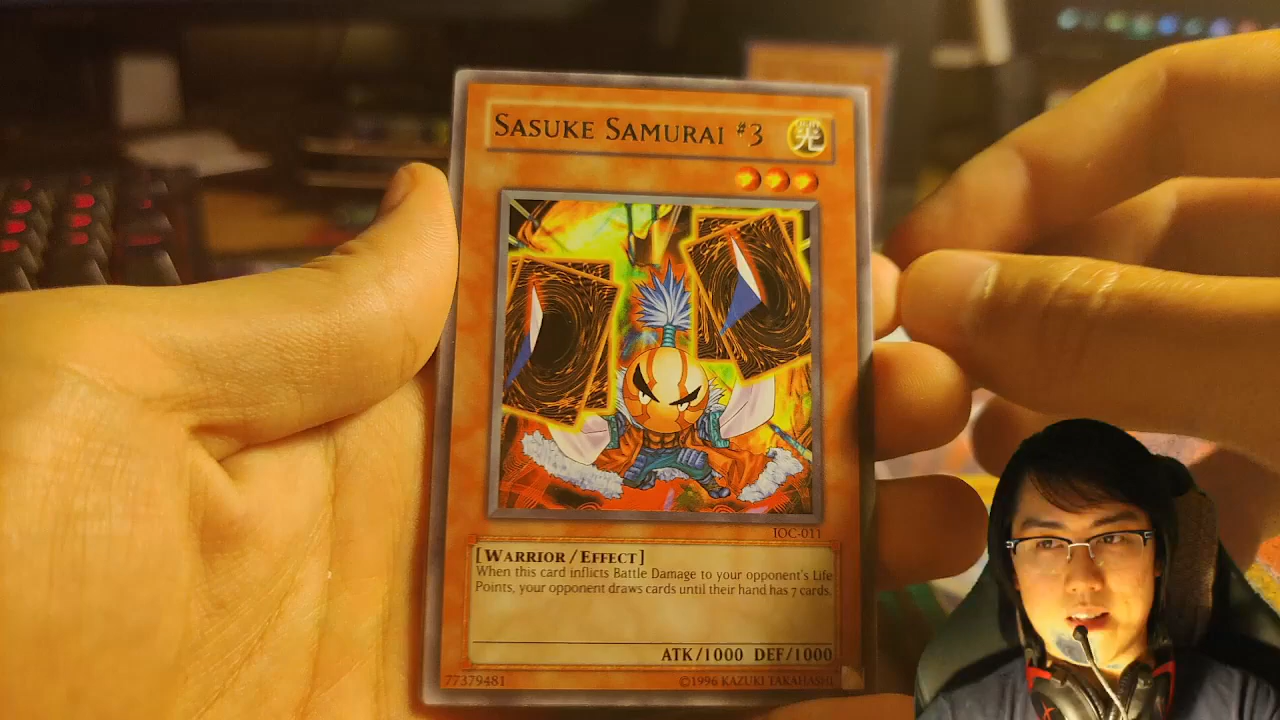 SASUKE SAMURAI #3
LIGHT
光
IOC-011
[WARRIOR/EFFECT]
When this card inflicts Battle Damage to your opponent's Life
Points, your opponent draws cards until their hand has 7 cards.
ATK/1000 DEF/1000
77379481
©1996 KAZUKI TAKAHASHI